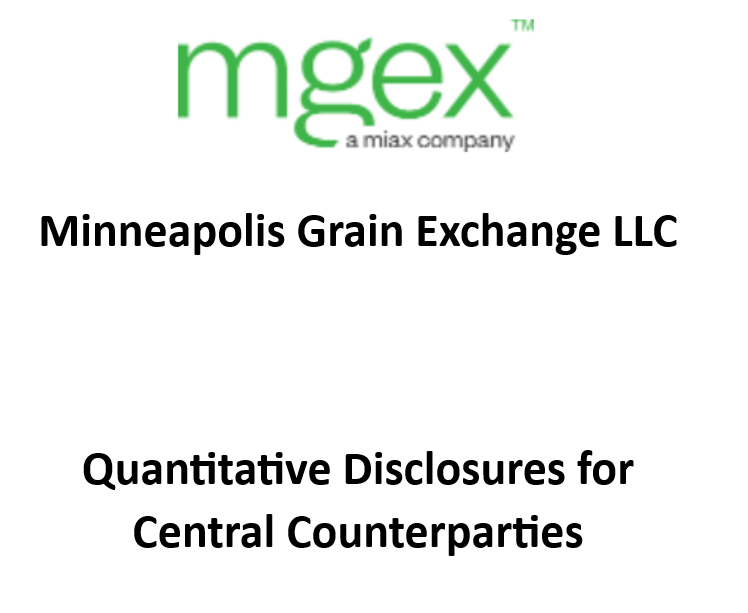 mgex™
a miax company
Minneapolis Grain Exchange LLC
Quantitative Disclosures for
Central Counterparties